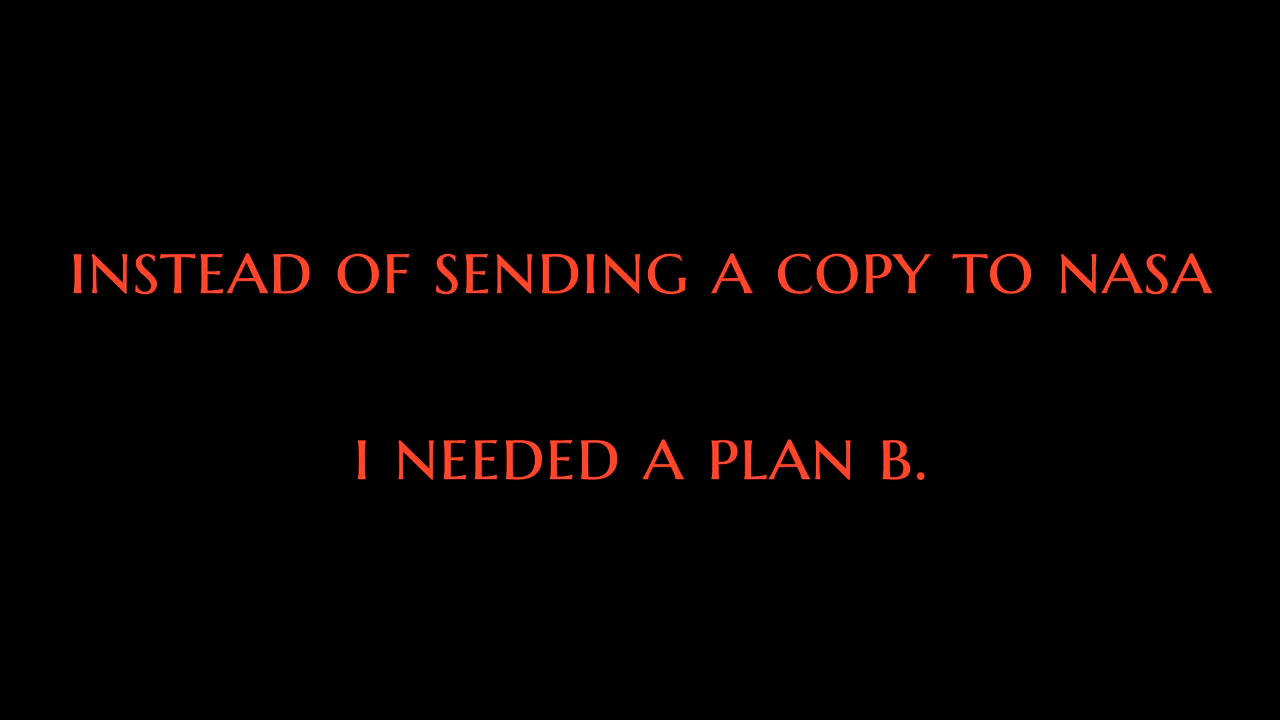 INSTEAD OF SENDING A COPY TO NASA
I NEEDED A PLAN B.